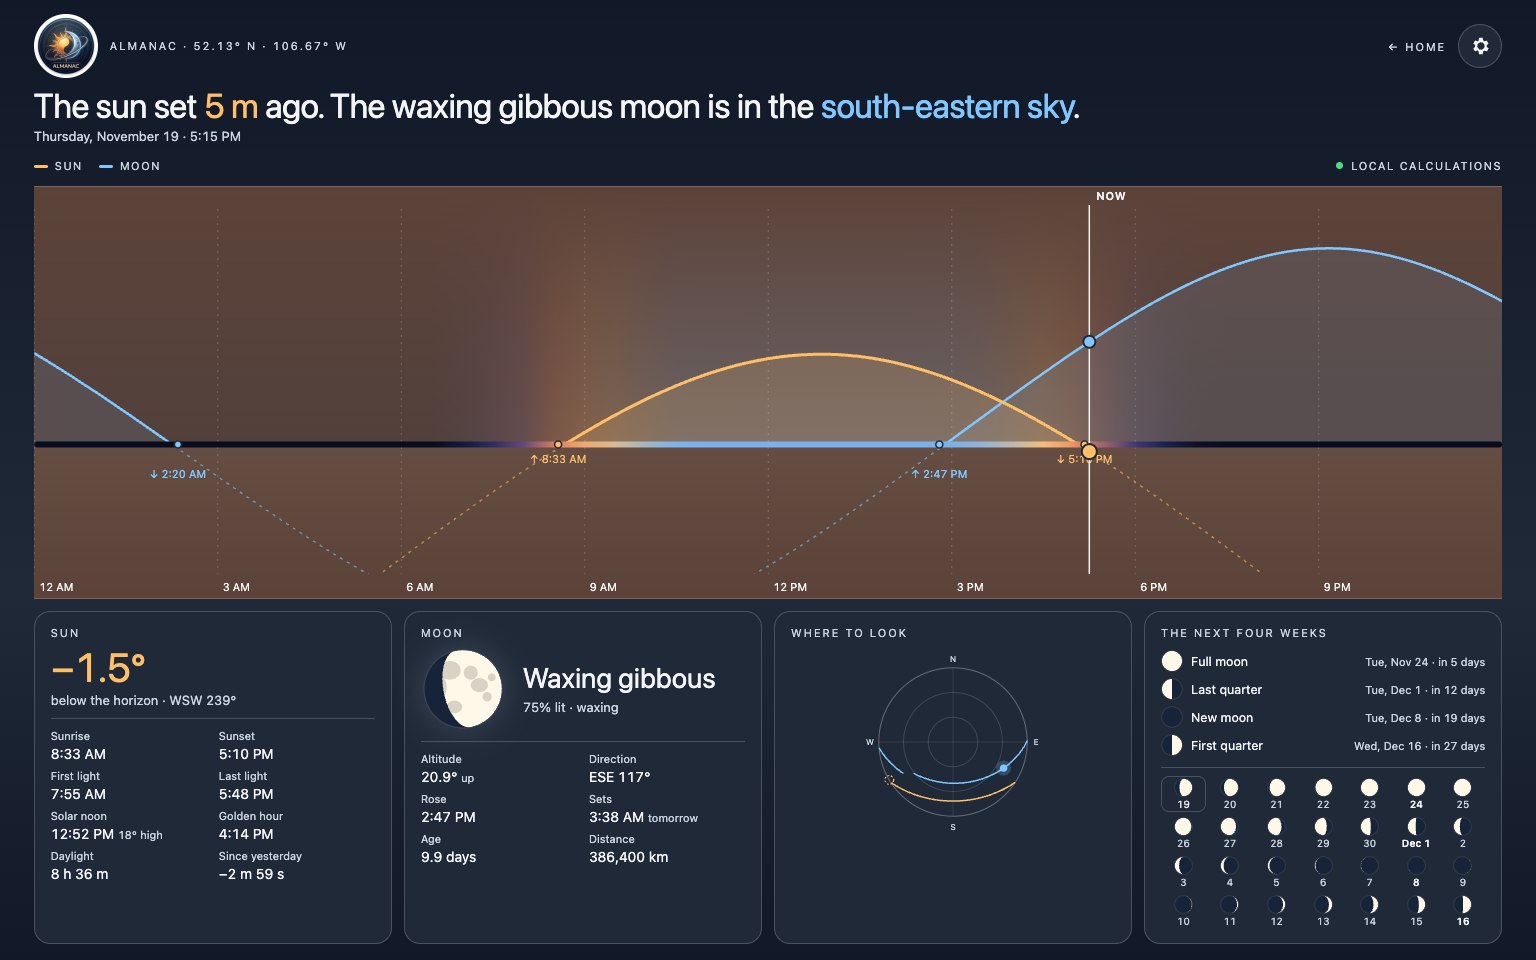 ALMANAC
ALMANAC · 52.13° N · 106.67° W
← HOME
The sun set 5 m ago. The waxing gibbous moon is in the south-eastern sky.
Thursday, November 19 · 5:15 PM
SUN
MOON
LOCAL CALCULATIONS
NOW
↑ 8:33 AM
↓ 2:20 AM
↑ 2:47 PM
12 AM
3 AM
6 AM
9 AM
12 PM
3 PM
6 PM
9 PM
SUN
−1.5°
below the horizon · WSW 239°
Sunrise
8:33 AM
Sunset
5:10 PM
First light
7:55 AM
Last light
5:48 PM
Solar noon
12:52 PM 18° high
Golden hour
4:14 PM
Daylight
8 h 36 m
Since yesterday
−2 m 59 s
MOON
Waxing gibbous
75% lit · waxing
Altitude
20.9° up
Direction
ESE 117°
Rose
2:47 PM
Sets
3:38 AM tomorrow
Age
9.9 days
Distance
386,400 km
WHERE TO LOOK
N
W
E
S
THE NEXT FOUR WEEKS
Full moon
Tue, Nov 24 · in 5 days
Last quarter
Tue, Dec 1 · in 12 days
New moon
Tue, Dec 8 · in 19 days
First quarter
Wed, Dec 16 · in 27 days
19 20 21 22 23 24 25
26 27 28 29 30 Dec 1 2
3 4 5 6 7 8 9
10 11 12 13 14 15 16